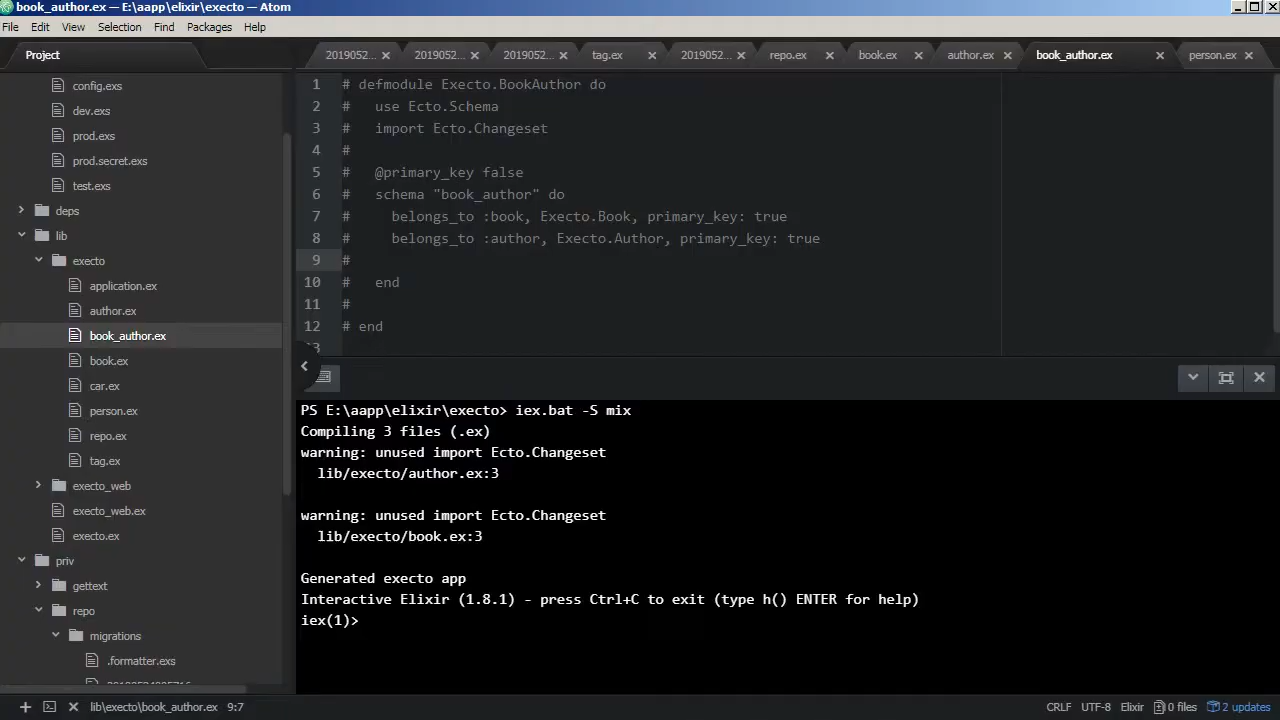 book_author.ex — E:\aapp\elixir\execto — Atom
File Edit View Selection Find Packages Help
Project
2019052... 2019052... 2019052... tag.ex 2019052... repo.ex book.ex author.ex book_author.ex person.ex
config.exs
dev.exs
prod.exs
prod.secret.exs
test.exs
deps
lib
execto
application.ex
author.ex
book_author.ex
book.ex
car.ex
person.ex
repo.ex
tag.ex
execto_web
execto_web.ex
execto.ex
priv
gettext
repo
migrations
.formatter.exs
1 # defmodule Execto.BookAuthor do
2 #   use Ecto.Schema
3 #   import Ecto.Changeset
4 #
5 #   @primary_key false
6 #   schema "book_author" do
7 #     belongs_to :book, Execto.Book, primary_key: true
8 #     belongs_to :author, Execto.Author, primary_key: true
9 #
10 #   end
11 #
12 # end
PS E:\aapp\elixir\execto> iex.bat -S mix
Compiling 3 files (.ex)
warning: unused import Ecto.Changeset
  lib/execto/author.ex:3
warning: unused import Ecto.Changeset
  lib/execto/book.ex:3
Generated execto app
Interactive Elixir (1.8.1) - press Ctrl+C to exit (type h() ENTER for help)
iex(1)>
lib\execto\book_author.ex 9:7 CRLF UTF-8 Elixir 0 files 2 updates